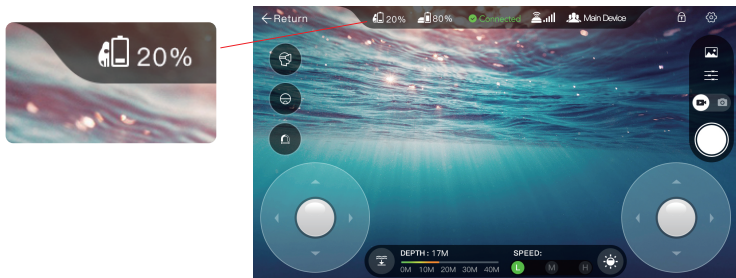 20%
Return
20%
80%
Connected
Main Device
DEPTH: 17M
0M 10M 20M 30M 40M
SPEED:
L M H